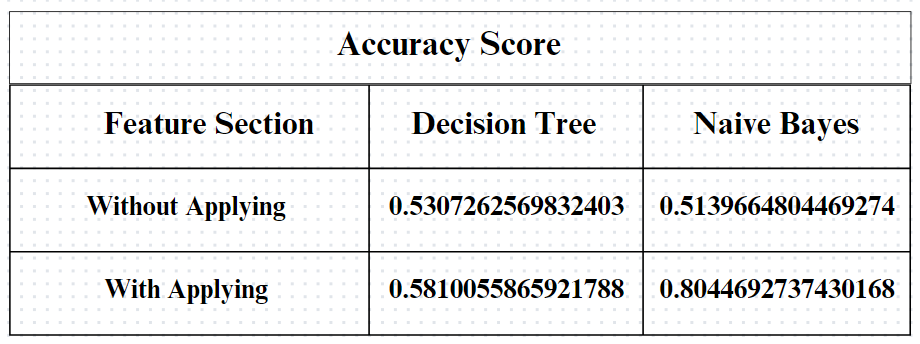 Accuracy Score
Feature Section Decision Tree Naive Bayes
Without Applying 0.5307262569832403 0.5139664804469274
With Applying 0.5810055865921788 0.8044692737430168